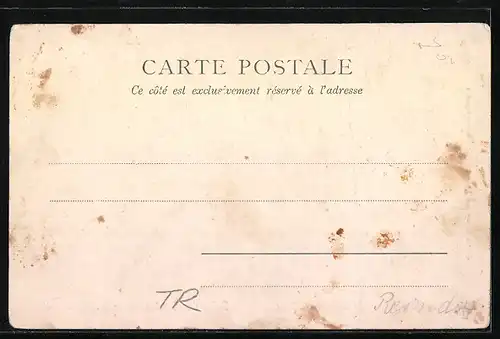 CARTE POSTALE
Ce côté est exclusivement réservé à l'adresse
TR